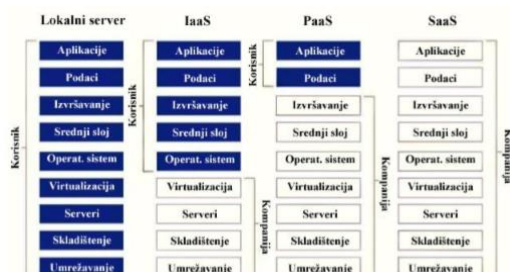 Lokalni server IaaS PaaS SaaS
Aplikacije Aplikacije Aplikacije Aplikacije
Podaci Podaci Podaci Podaci
Izvršavanje Izvršavanje Izvršavanje Izvršavanje
Srednji sloj Srednji sloj Srednji sloj Srednji sloj
Operat. sistem Operat. sistem Operat. sistem Operat. sistem
Virtualizacija Virtualizacija Virtualizacija Virtualizacija
Serveri Serveri Serveri Serveri
Skladištenje Skladištenje Skladištenje Skladištenje
Umrežavanje Umrežavanje Umrežavanje Umrežavanje
Korisnik
Korisnik
Kompanija
Korisnik
Kompanija
Kompanija